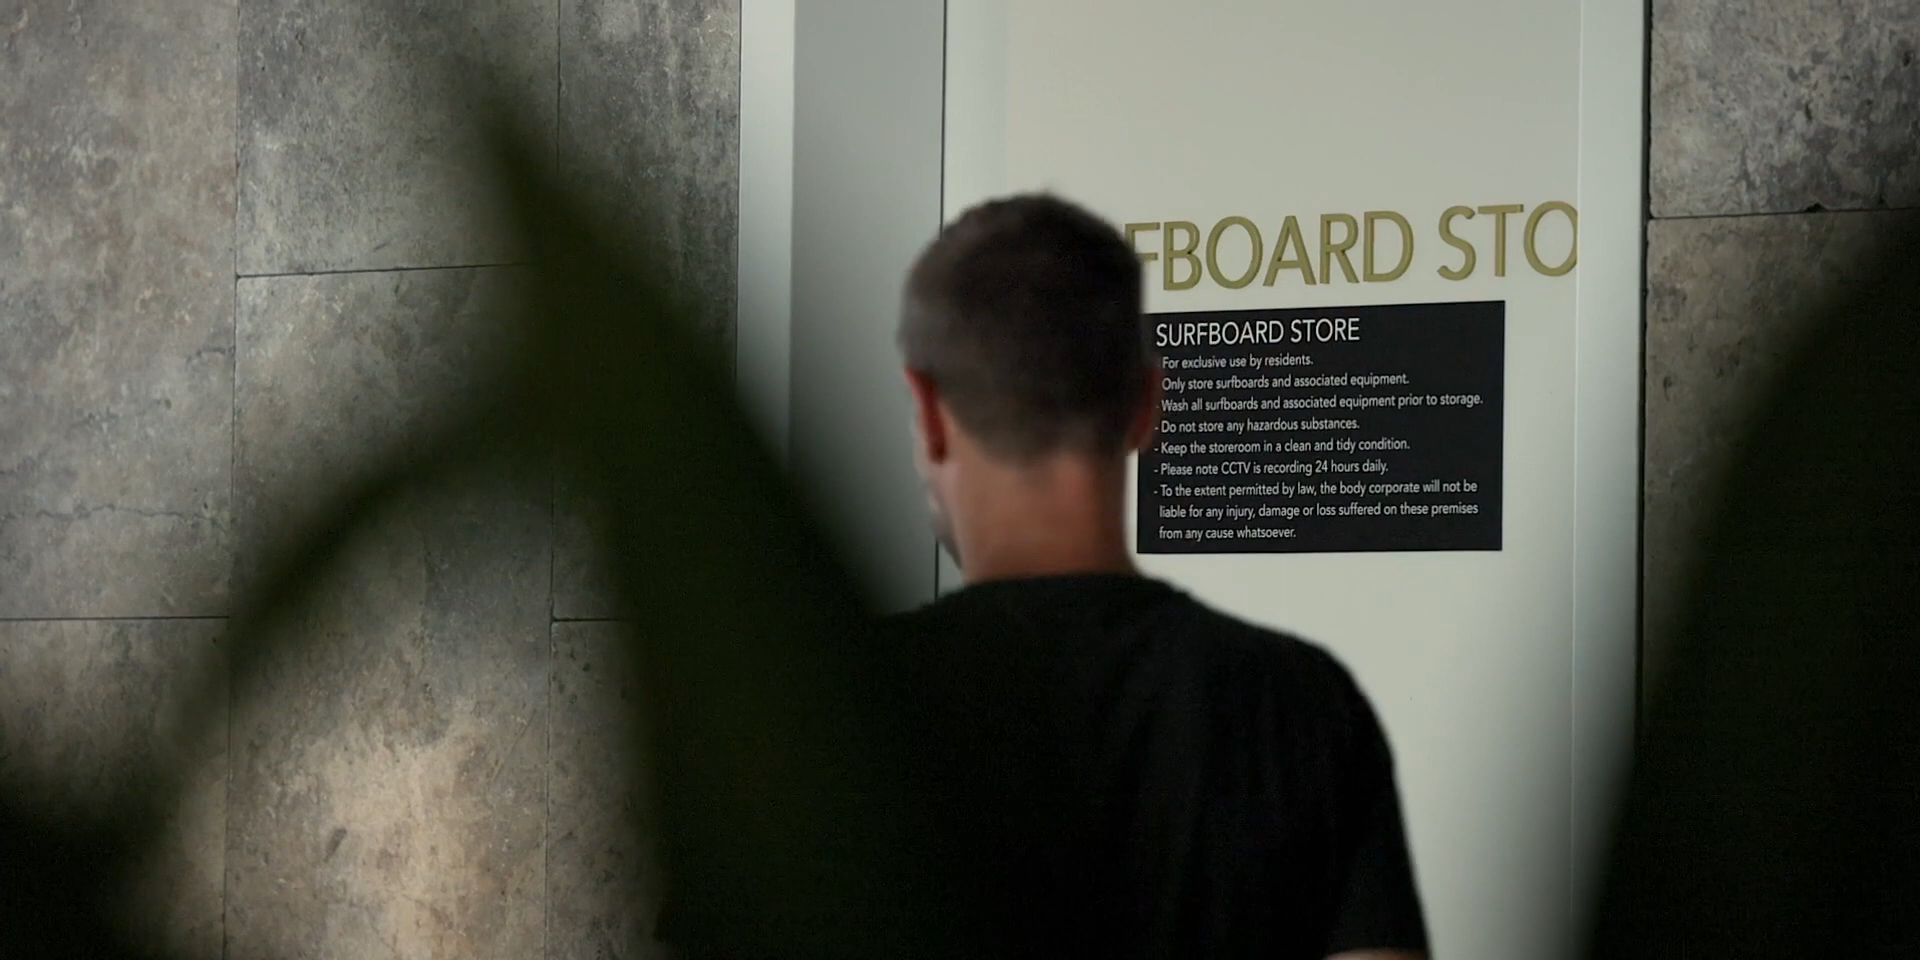 FBOARD STO
SURFBOARD STORE
For exclusive use by residents.
Only store surfboards and associated equipment.
- Wash all surfboards and associated equipment prior to storage.
- Do not store any hazardous substances.
- Keep the storeroom in a clean and tidy condition.
- Please note CCTV is recording 24 hours daily.
- To the extent permitted by law, the body corporate will not be
liable for any injury, damage or loss suffered on these premises
from any cause whatsoever.